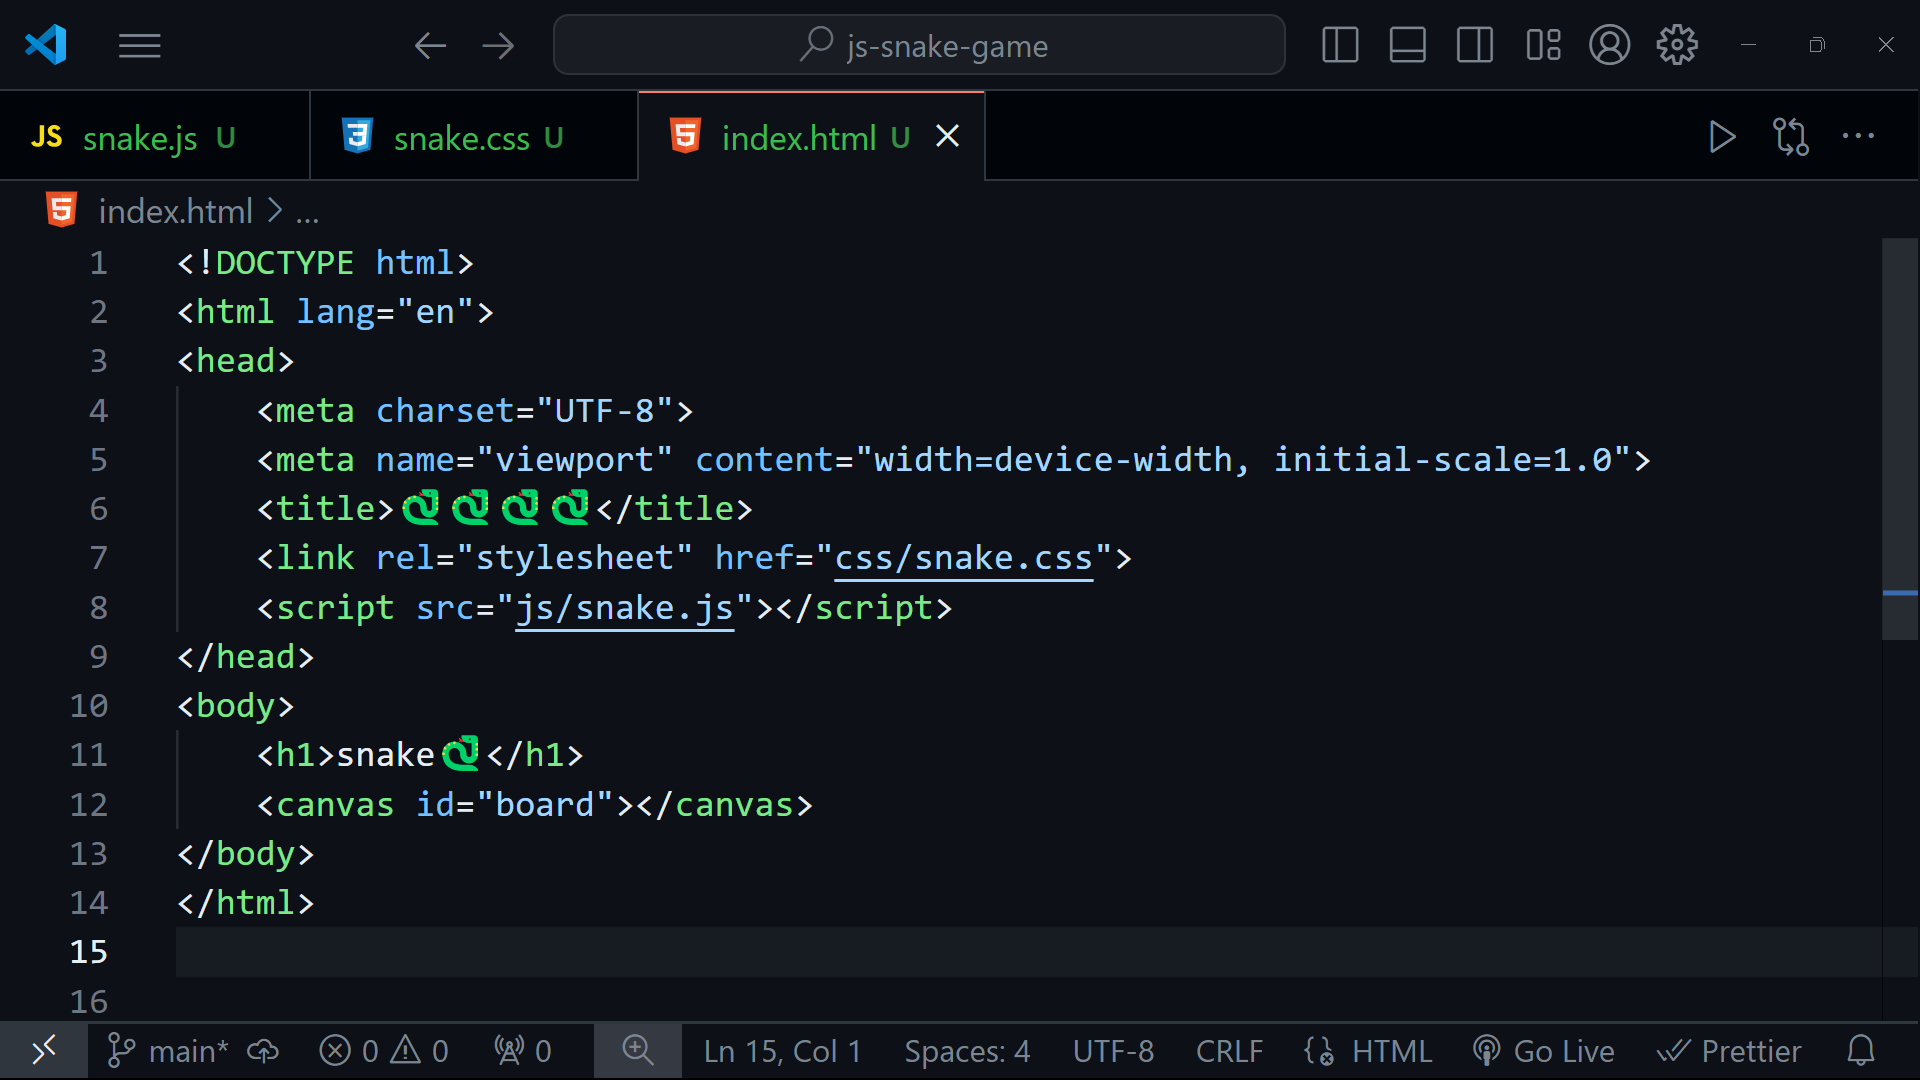 js-snake-game
JS snake.js U
snake.css U
index.html U
index.html > ...
1 <!DOCTYPE html>
2 <html lang="en">
3 <head>
4     <meta charset="UTF-8">
5     <meta name="viewport" content="width=device-width, initial-scale=1.0">
6     <title>🐍🐍🐍🐍</title>
7     <link rel="stylesheet" href="css/snake.css">
8     <script src="js/snake.js"></script>
9 </head>
10 <body>
11     <h1>snake🐍</h1>
12     <canvas id="board"></canvas>
13 </body>
14 </html>
15
16
main* 0 0 0 Ln 15, Col 1 Spaces: 4 UTF-8 CRLF HTML Go Live Prettier